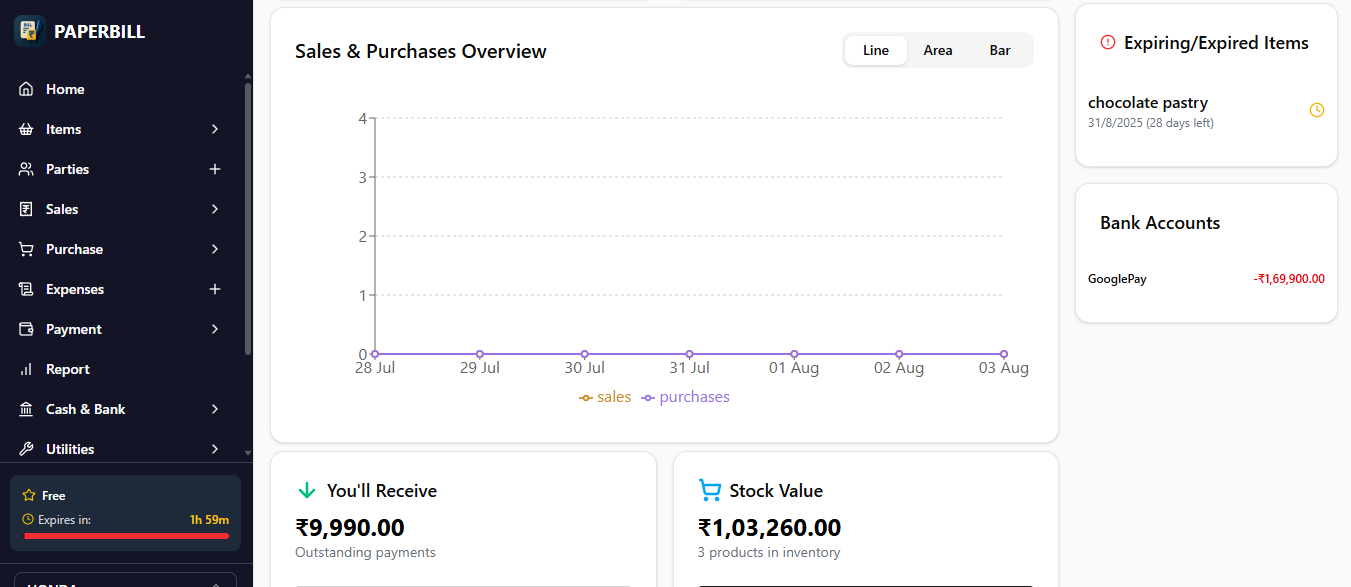 PAPERBILL
Home
Items
Parties
Sales
Purchase
Expenses
Payment
Report
Cash & Bank
Utilities
Free
Expires in: 1h 59m
Sales & Purchases Overview
Line Area Bar
4
3
2
1
0
28 Jul 29 Jul 30 Jul 31 Jul 01 Aug 02 Aug 03 Aug
sales purchases
You'll Receive
₹9,990.00
Outstanding payments
Stock Value
₹1,03,260.00
3 products in inventory
Expiring/Expired Items
chocolate pastry
31/8/2025 (28 days left)
Bank Accounts
GooglePay -₹1,69,900.00